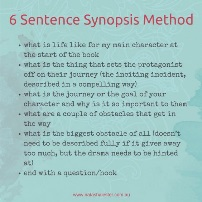 6 Sentence Synopsis Method
• what is life like for my main character at
the start of the book
• what is the thing that sets the protagonist
off on their journey (the inciting incident,
described in a compelling way)
• what is the journey or the goal of your
character and why is it so important to them
• what are a couple of obstacles that get in
the way
• what is the biggest obstacle of all (doesn't
need to be described fully if it gives away
too much, but the drama needs to be hinted
at)
• end with a question/hook